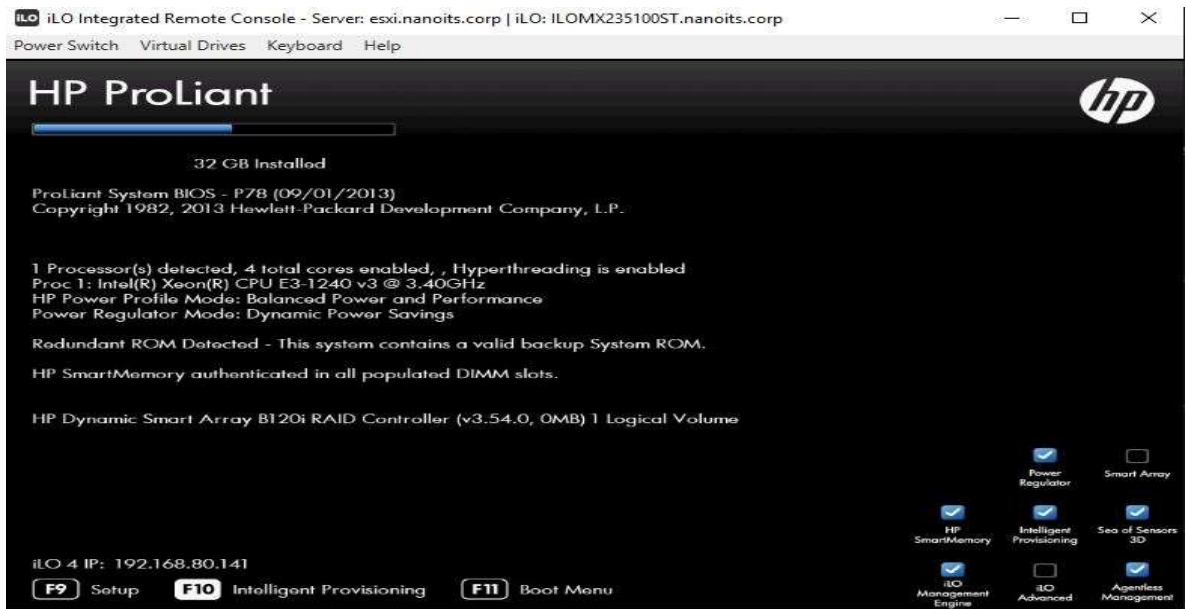 iLO iLO Integrated Remote Console - Server: esxi.nanoits.corp | iLO: ILOMX235100ST.nanoits.corp
Power Switch Virtual Drives Keyboard Help
HP ProLiant
hp
32 GB Installed
ProLiant System BIOS - P78 (09/01/2013)
Copyright 1982, 2013 Hewlett-Packard Development Company, L.P.
1 Processor(s) detected, 4 total cores enabled, , Hyperthreading is enabled
Proc 1: Intel(R) Xeon(R) CPU E3-1240 v3 @ 3.40GHz
HP Power Profile Mode: Balanced Power and Performance
Power Regulator Mode: Dynamic Power Savings
Redundant ROM Detected - This system contains a valid backup System ROM.
HP SmartMemory authenticated in all populated DIMM slots.
HP Dynamic Smart Array B120i RAID Controller (v3.54.0, 0MB) 1 Logical Volume
Power Regulator
Smart Array
HP SmartMemory
Intelligent Provisioning
Sea of Sensors 3D
iLO Management Engine
iLO Advanced
Agentless Management
iLO 4 IP: 192.168.80.141
F9 Setup F10 Intelligent Provisioning F11 Boot Menu